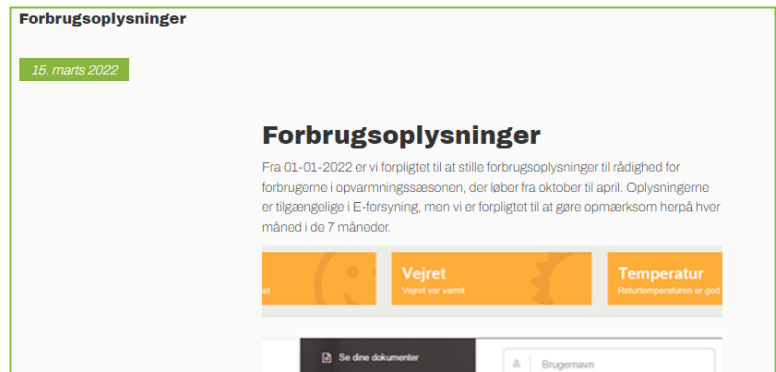 Forbrugsoplysninger
15. marts 2022
Forbrugsoplysninger
Fra 01-01-2022 er vi forpligtet til at stille forbrugsoplysninger til rådighed for
forbrugerne i opvarmningssæsonen, der løber fra oktober til april. Oplysningerne
er tilgængelige i E-forsyning, men vi er forpligtet til at gøre opmærksom herpå hver
måned i de 7 måneder.
Vejret
Temperatur
et
Vejret var varmt
Returtemperaturen er god
Se dine dokumenter
Brugernavn